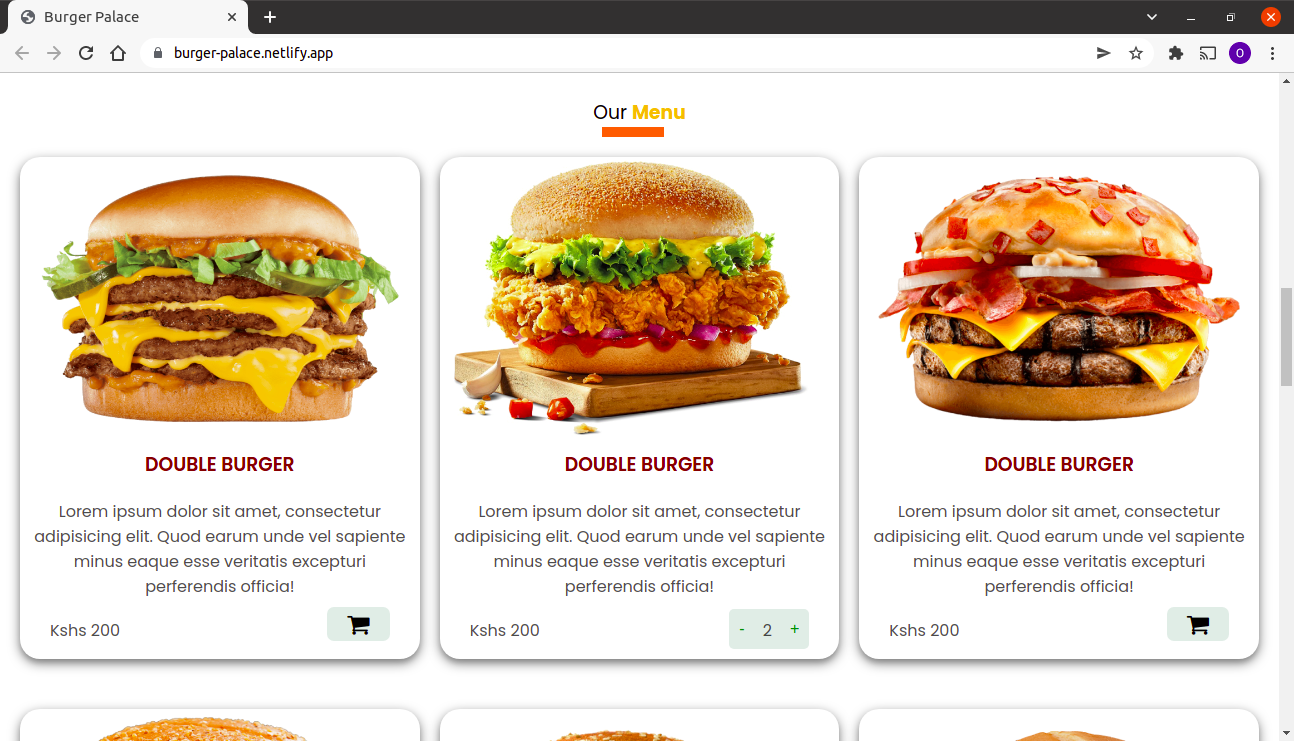 Burger Palace
burger-palace.netlify.app
O
Our Menu
DOUBLE BURGER
Lorem ipsum dolor sit amet, consectetur
adipisicing elit. Quod earum unde vel sapiente
minus eaque esse veritatis excepturi
perferendis officia!
Kshs 200
DOUBLE BURGER
Lorem ipsum dolor sit amet, consectetur
adipisicing elit. Quod earum unde vel sapiente
minus eaque esse veritatis excepturi
perferendis officia!
Kshs 200
- 2 +
DOUBLE BURGER
Lorem ipsum dolor sit amet, consectetur
adipisicing elit. Quod earum unde vel sapiente
minus eaque esse veritatis excepturi
perferendis officia!
Kshs 200